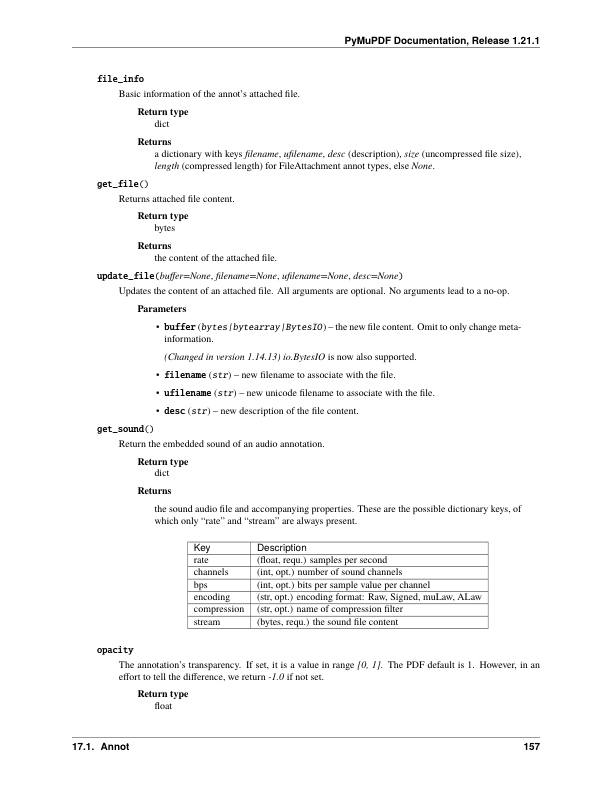 PyMuPDF Documentation, Release 1.21.1
file_info
Basic information of the annot's attached file.
Return type
dict
Returns
a dictionary with keys filename, ufilename, desc (description), size (uncompressed file size),
length (compressed length) for FileAttachment annot types, else None.
get_file()
Returns attached file content.
Return type
bytes
Returns
the content of the attached file.
update_file(buffer=None, filename=None, ufilename=None, desc=None)
Updates the content of an attached file. All arguments are optional. No arguments lead to a no-op.
Parameters
• buffer (bytes|bytearray|BytesIO) – the new file content. Omit to only change meta-
information.
(Changed in version 1.14.13) io.BytesIO is now also supported.
• filename (str) – new filename to associate with the file.
• ufilename (str) – new unicode filename to associate with the file.
• desc (str) – new description of the file content.
get_sound()
Return the embedded sound of an audio annotation.
Return type
dict
Returns
the sound audio file and accompanying properties. These are the possible dictionary keys, of
which only “rate” and “stream” are always present.
Key Description
rate (float, requ.) samples per second
channels (int, opt.) number of sound channels
bps (int, opt.) bits per sample value per channel
encoding (str, opt.) encoding format: Raw, Signed, muLaw, ALaw
compression (str, opt.) name of compression filter
stream (bytes, requ.) the sound file content
opacity
The annotation's transparency. If set, it is a value in range [0, 1]. The PDF default is 1. However, in an
effort to tell the difference, we return -1.0 if not set.
Return type
float
17.1. Annot 157